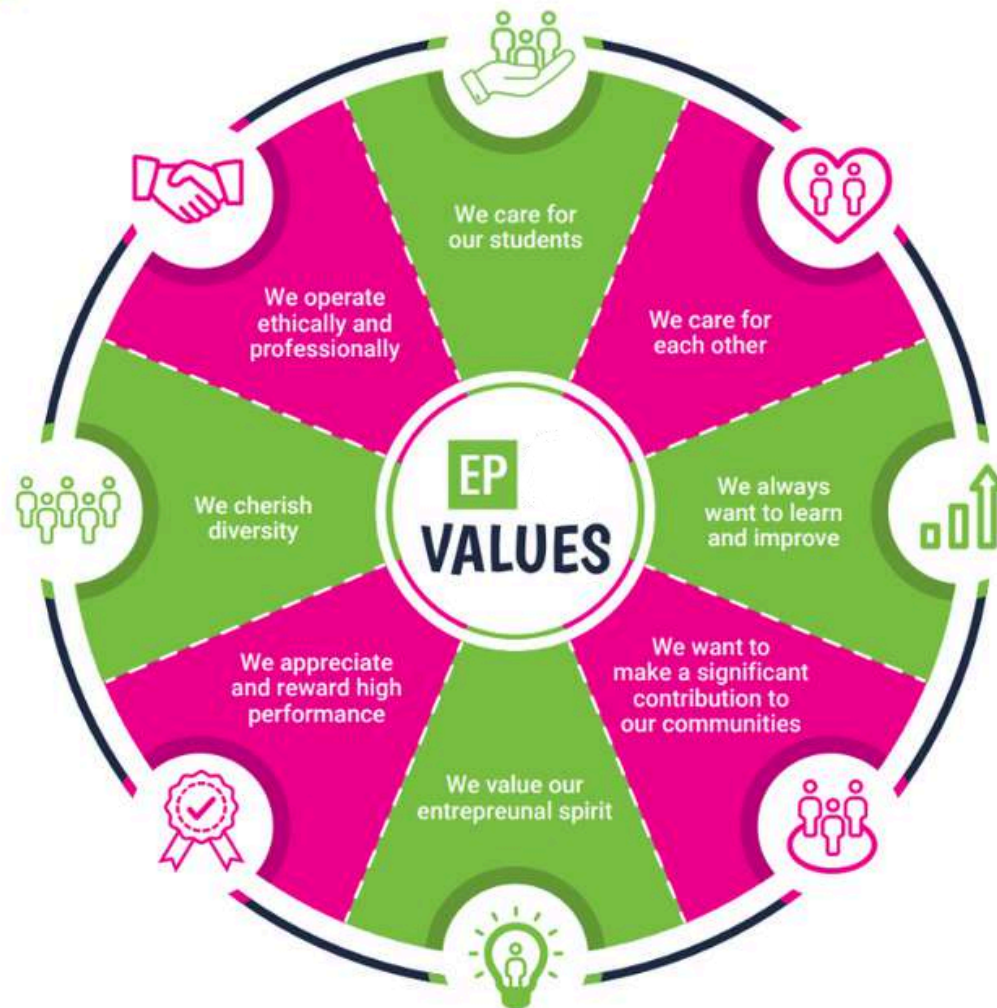 We care for
our students
We care for
each other
We always
want to learn
and improve
We want to
make a significant
contribution to
our communities
We value our
entrepreunal spirit
We appreciate
and reward high
performance
We cherish
diversity
We operate
ethically and
professionally
EP
VALUES